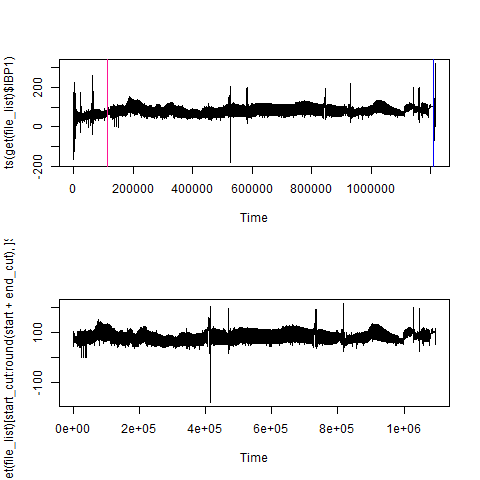 ts(get(file_list)$IBP1)
200
0
-200
0
200000
400000
600000
800000
1000000
Time
et(file_list)[start_cut:round(start + end_cut), ]$
100
-100
0e+00
2e+05
4e+05
6e+05
8e+05
1e+06
Time